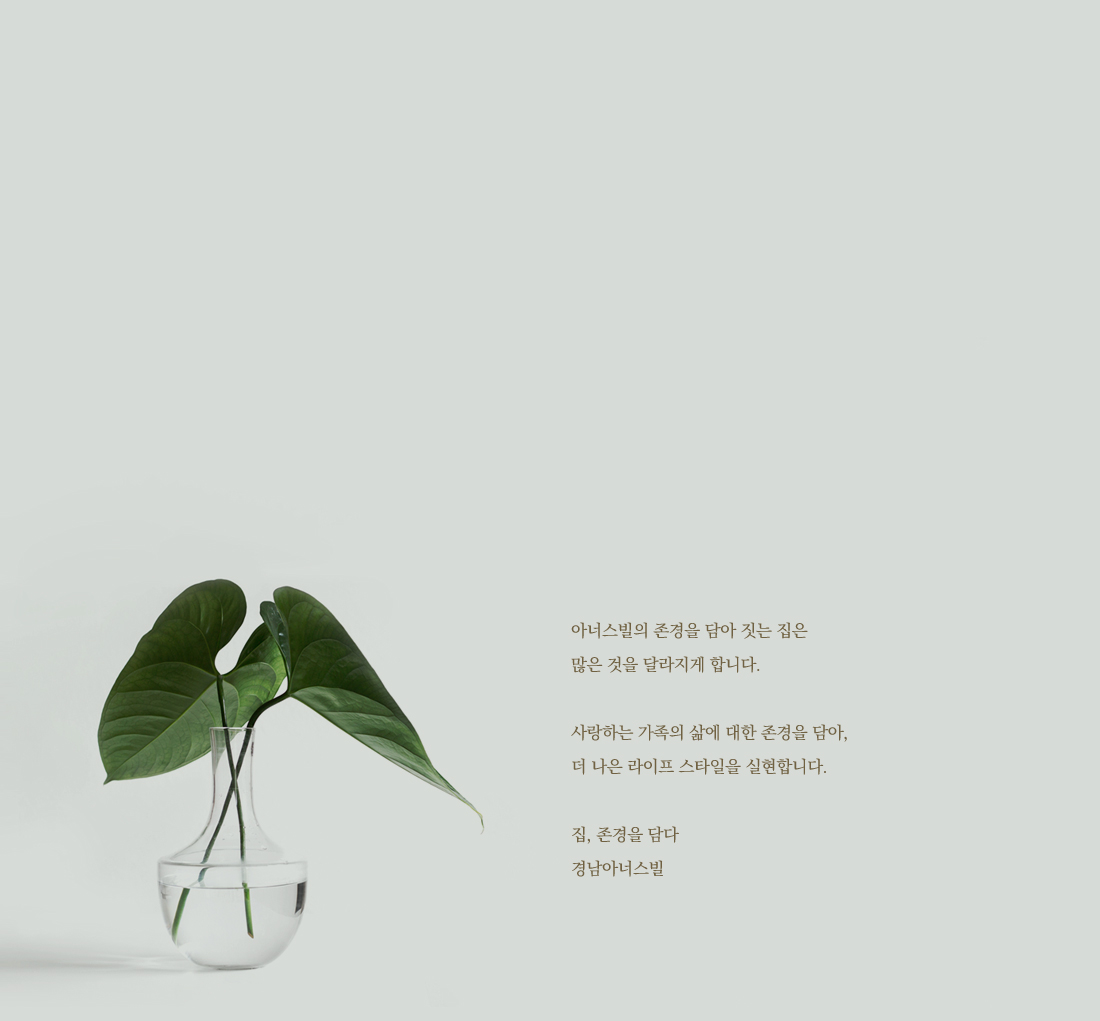 아너스빌의 존경을 담아 짓는 집은
많은 것을 달라지게 합니다.
사랑하는 가족의 삶에 대한 존경을 담아,
더 나은 라이프 스타일을 실현합니다.
집, 존경을 담다
경남아너스빌